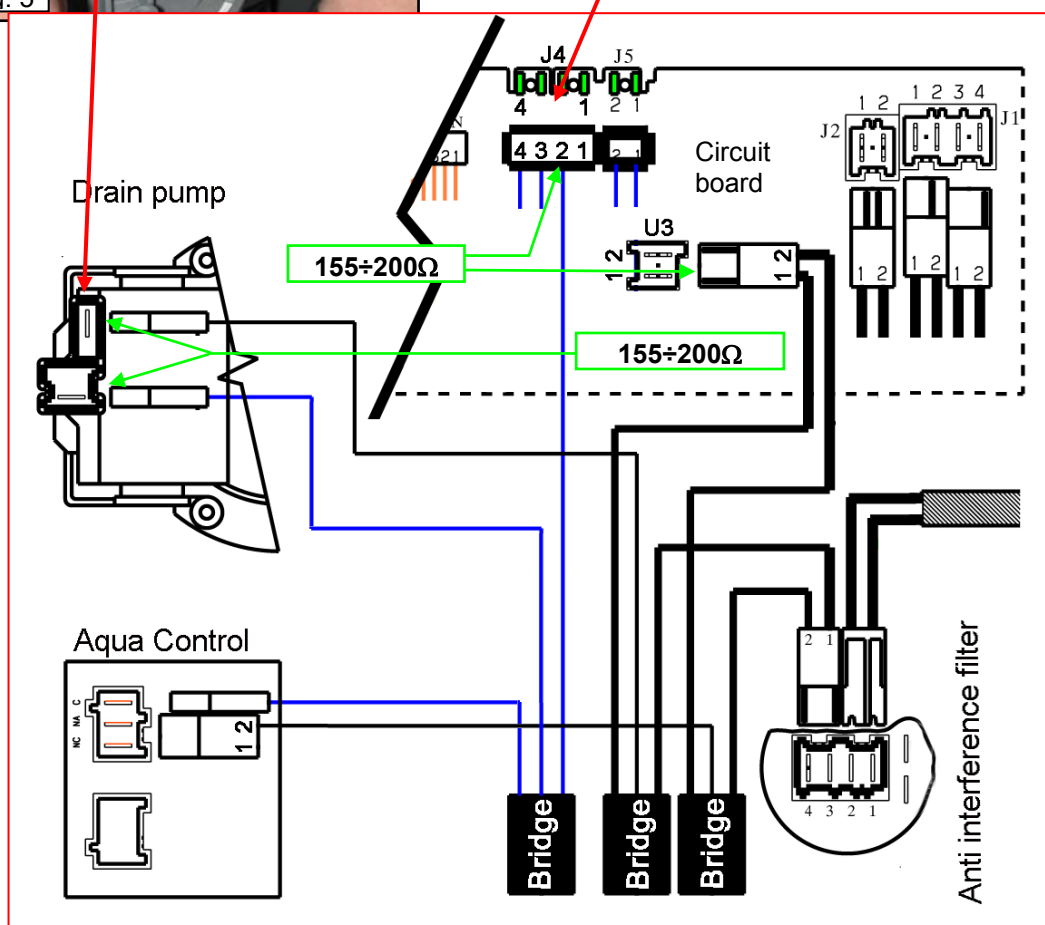 J4
J5
4 1 2 1
1 2
1 2 3 4
J2
J1
N
521
4 3 2 1
2 1
Circuit
board
Drain pump
U3
155÷200Ω
1 2
1 2
1 2
1 2
1 2
155÷200Ω
Aqua Control
2 1
NC NA C
1 2
4 3 2 1
Anti interference filter
Bridge
Bridge
Bridge